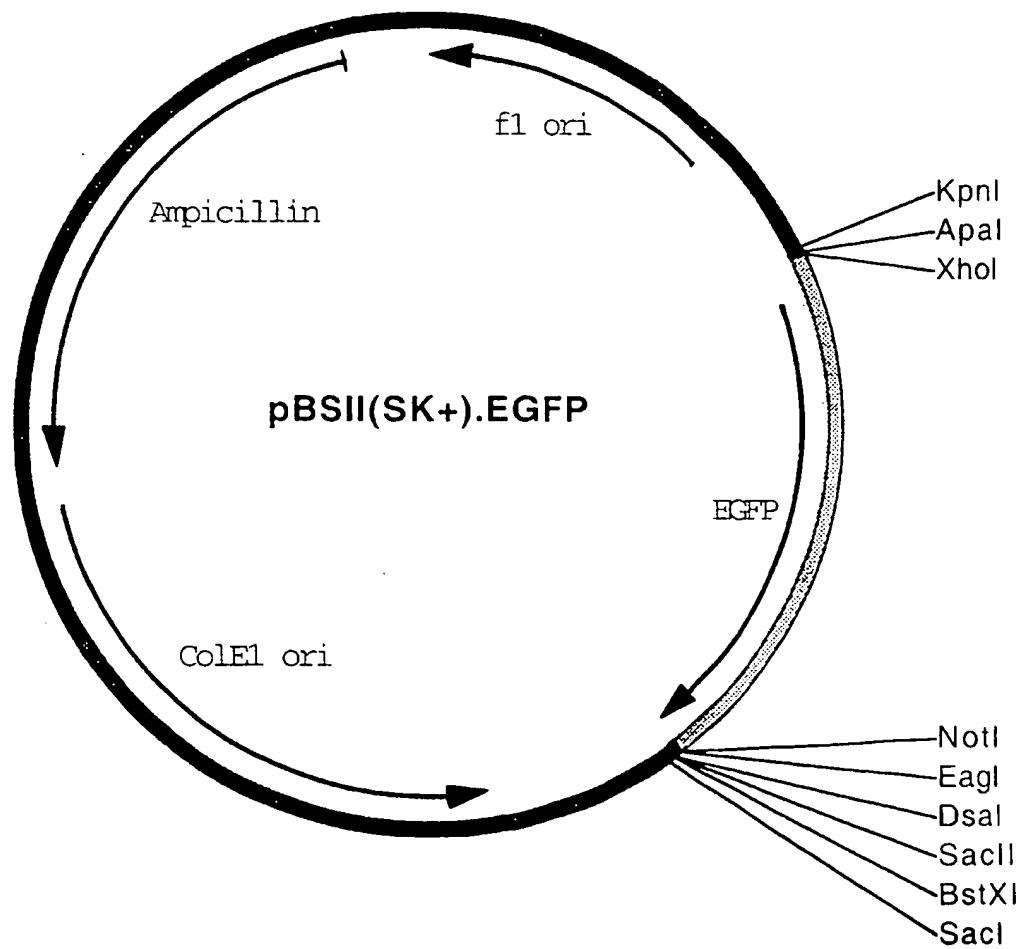 f1 ori
Ampicillin
KpnI
ApaI
XhoI
pBSII(SK+).EGFP
EGFP
ColE1 ori
NotI
EagI
DsaI
SacII
BstXI
SacI